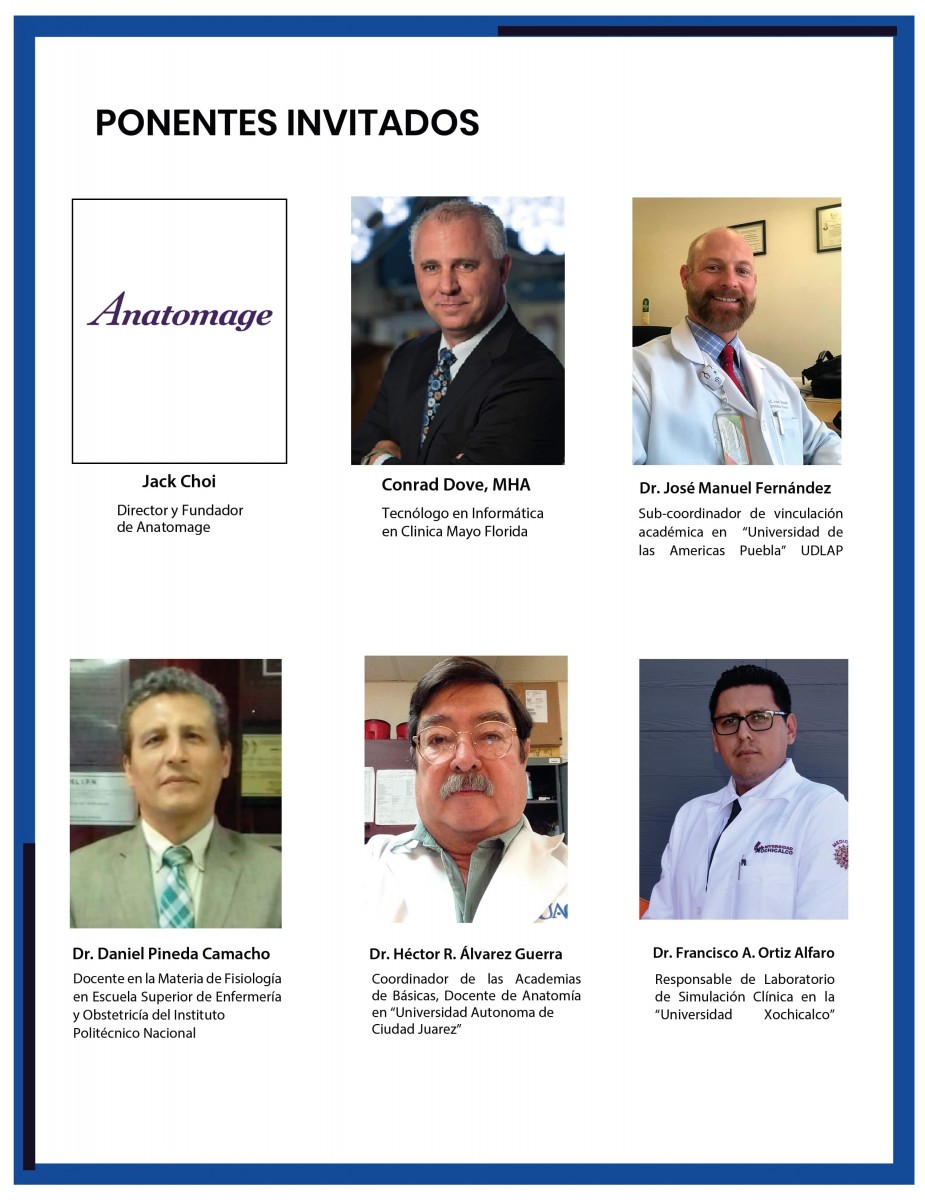 PONENTES INVITADOS
Anatomage
Jack Choi
Director y Fundador
de Anatomage
Conrad Dove, MHA
Tecnólogo en Informática
en Clinica Mayo Florida
Dr. José Manuel Fernández
Sub-coordinador de vinculación
académica en “Universidad de
las Americas Puebla” UDLAP
Dr. Daniel Pineda Camacho
Docente en la Materia de Fisiología
en Escuela Superior de Enfermería
y Obstetricía del Instituto
Politécnico Nacional
UAC
Dr. Héctor R. Álvarez Guerra
Coordinador de las Academias
de Básicas, Docente de Anatomía
en “Universidad Autonoma de
Ciudad Juarez”
Dr. Francisco A. Ortiz Alfaro
Responsable de Laboratorio
de Simulación Clínica en la
“Universidad Xochicalco”